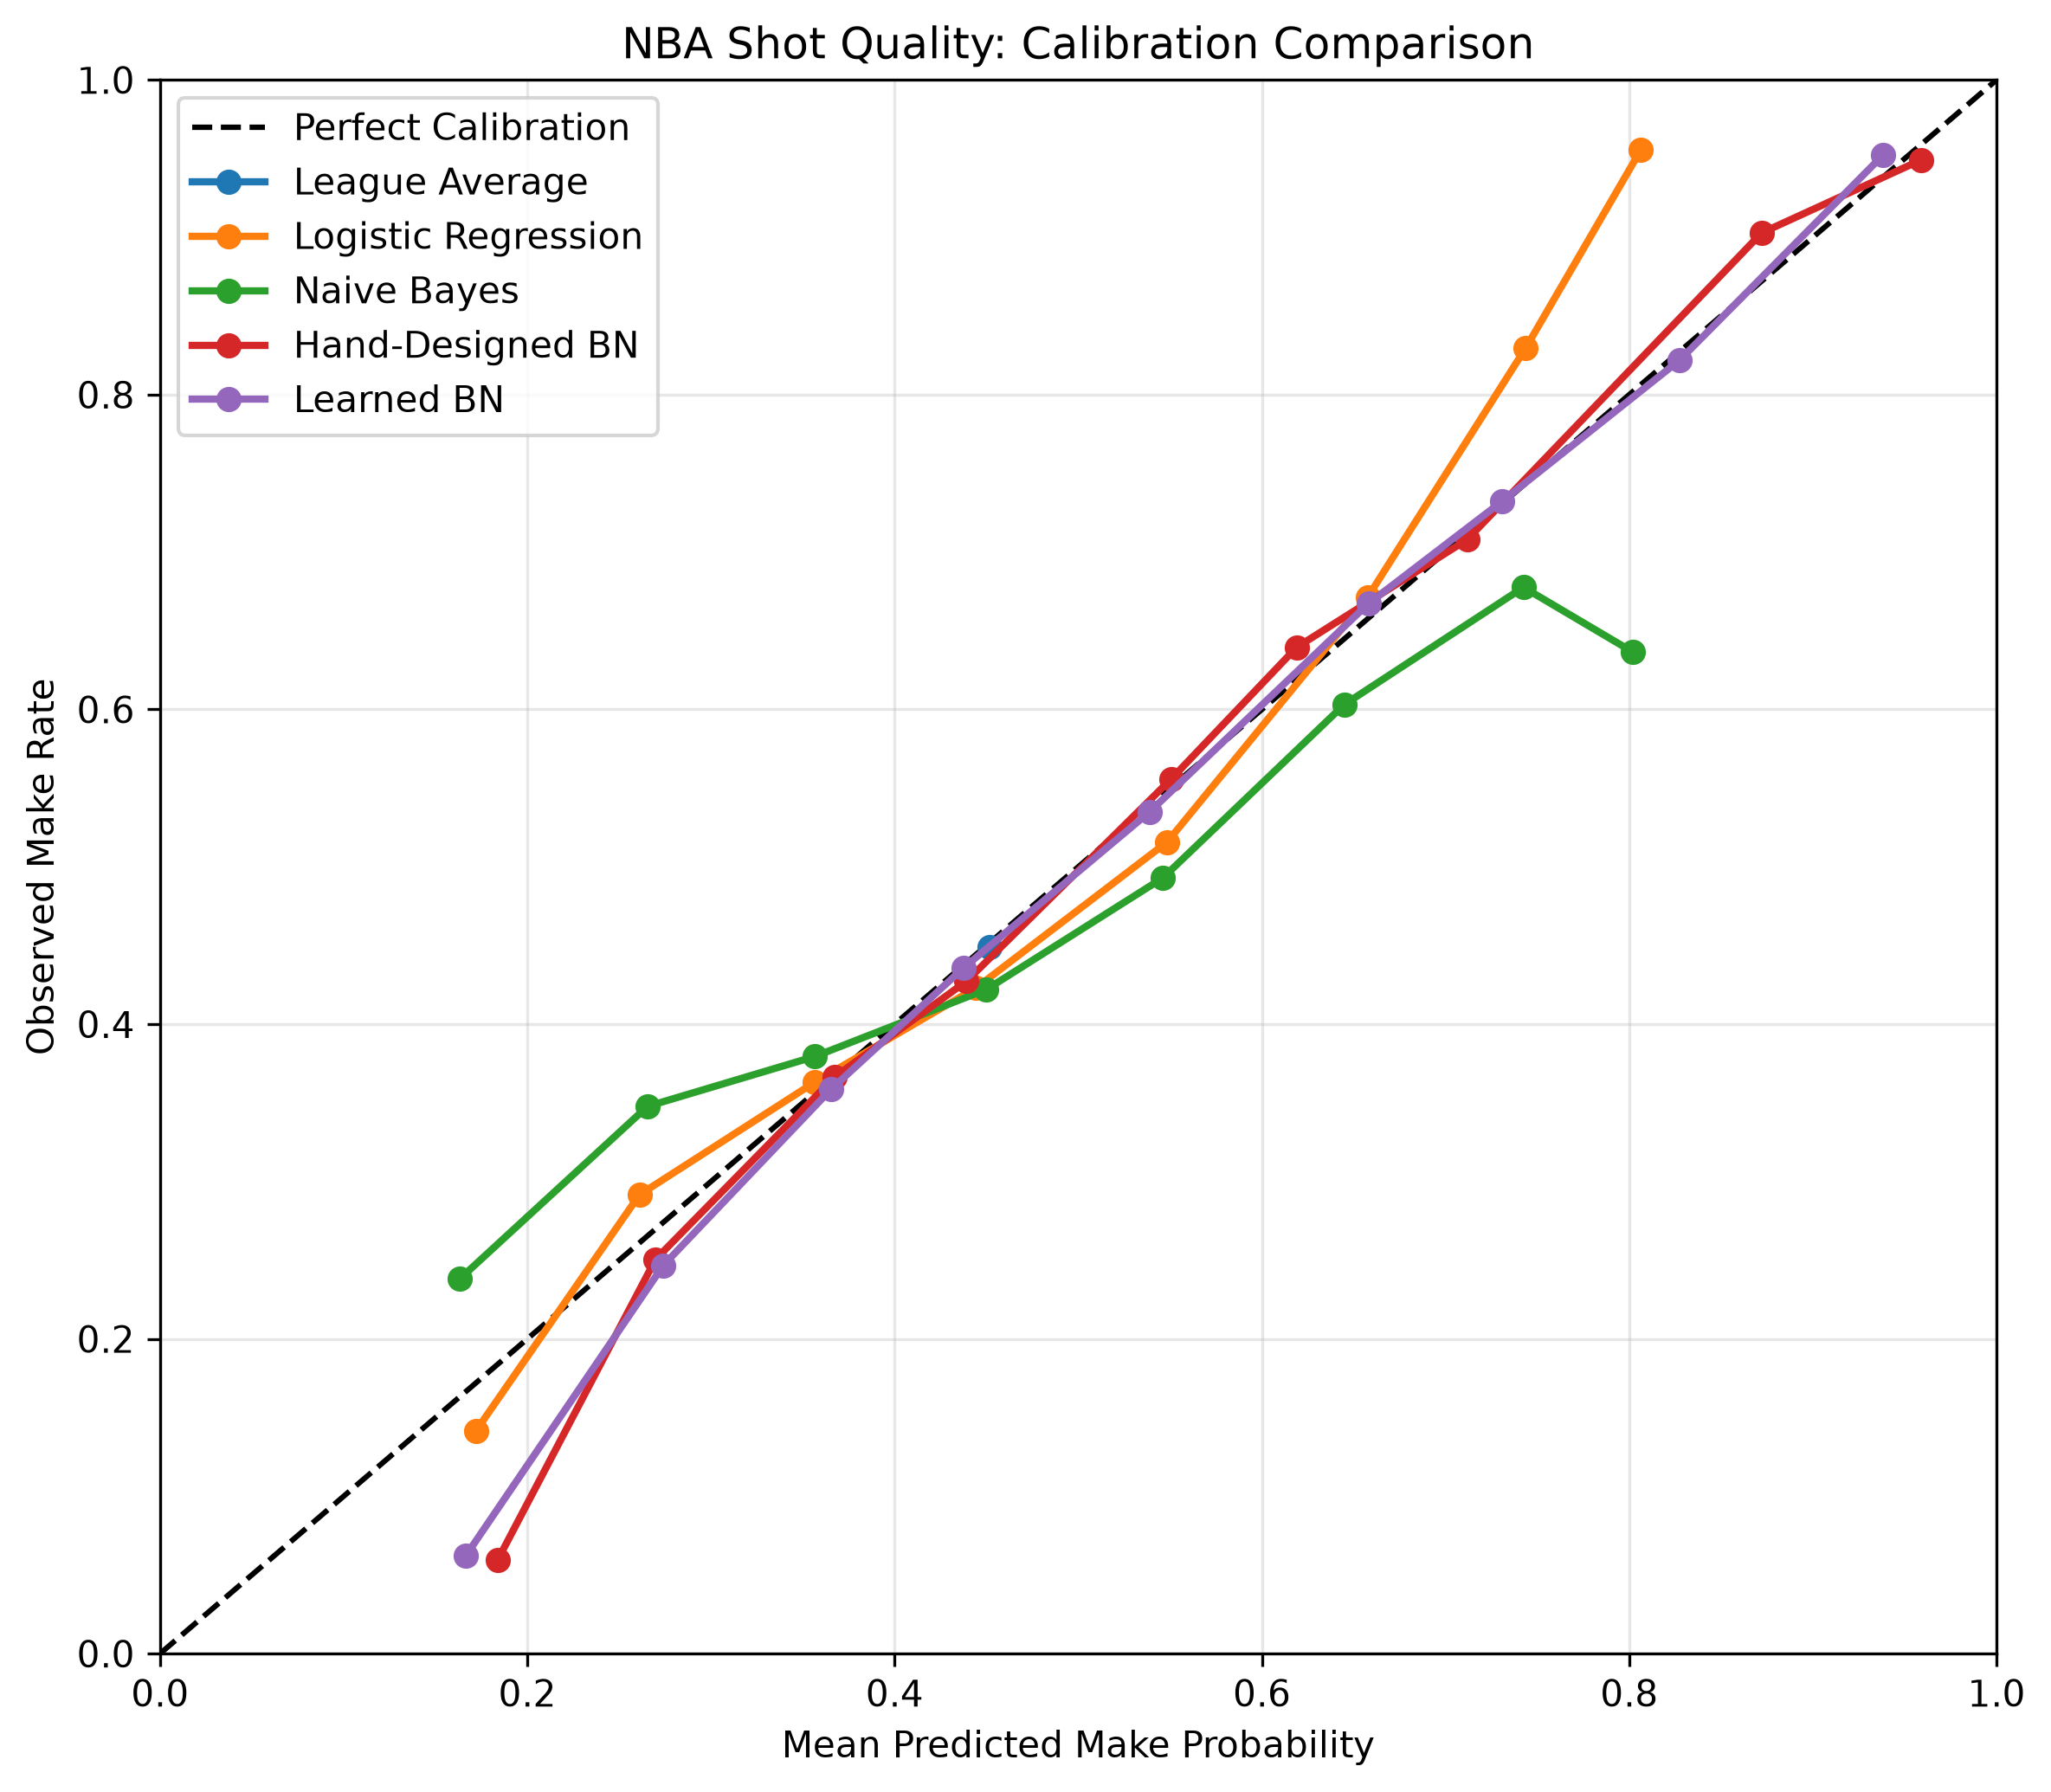 NBA Shot Quality: Calibration Comparison
1.0
Perfect Calibration
League Average
Logistic Regression
Naive Bayes
Hand-Designed BN
Learned BN
0.8
0.6
0.4
0.2
0.0
Observed Make Rate
0.0 0.2 0.4 0.6 0.8 1.0
Mean Predicted Make Probability